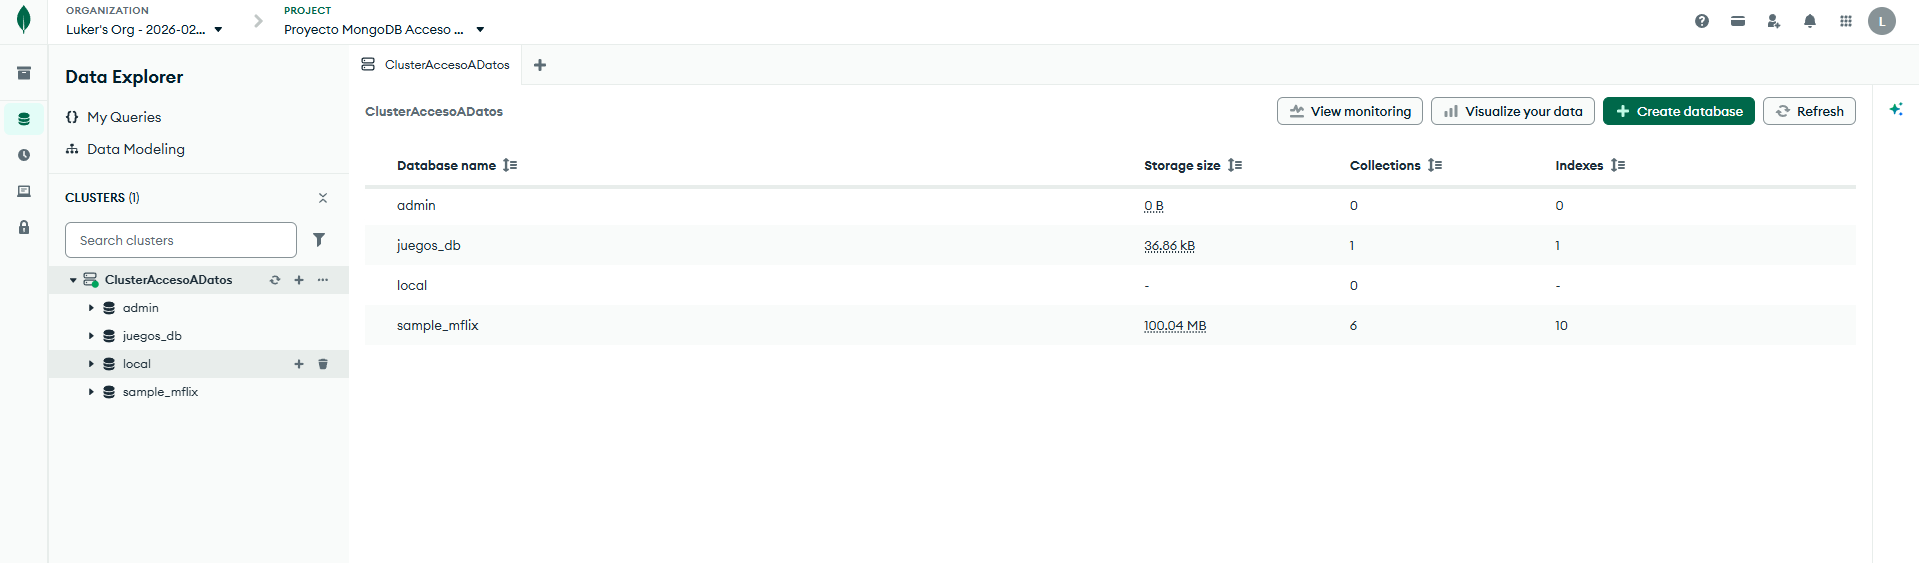 ORGANIZATION
Luker's Org - 2026-02...
PROJECT
Proyecto MongoDB Acceso ...
L
Data Explorer
My Queries
Data Modeling
CLUSTERS (1)
Search clusters
ClusterAccesoADatos
admin
juegos_db
local
sample_mflix
ClusterAccesoADatos
ClusterAccesoADatos
View monitoring
Visualize your data
Create database
Refresh
Database name Storage size Collections Indexes
admin 0 B 0 0
juegos_db 36.86 kB 1 1
local - 0 -
sample_mflix 100.04 MB 6 10